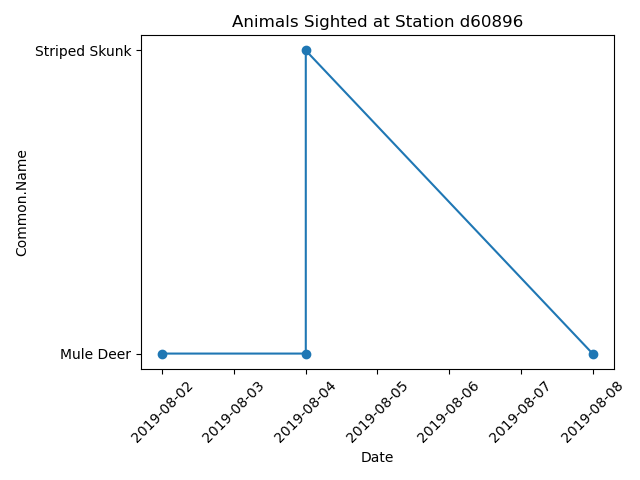 Animals Sighted at Station d60896
Striped Skunk
Common.Name
Mule Deer
2019-08-02
2019-08-03
2019-08-04
2019-08-05
2019-08-06
2019-08-07
2019-08-08
Date